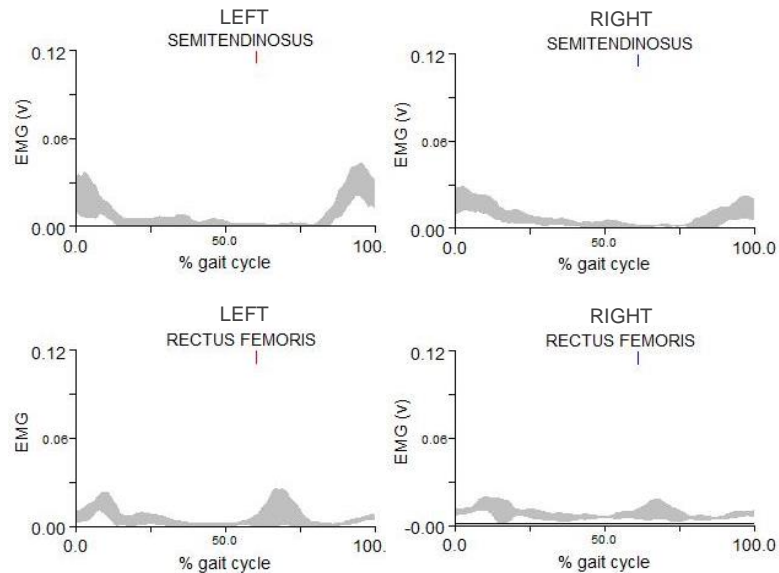 LEFT
SEMITENDINOSUS
0.12
EMG (v)
0.06
0.00
0.0
50.0
100.
% gait cycle
RIGHT
SEMITENDINOSUS
0.12
EMG (v)
0.06
0.00
0.0
50.0
100.0
% gait cycle
LEFT
RECTUS FEMORIS
0.12
EMG
0.06
0.00
0.0
50.0
100.
% gait cycle
RIGHT
RECTUS FEMORIS
0.12
EMG (v)
0.06
-0.00
0.0
50.0
100.0
% gait cycle